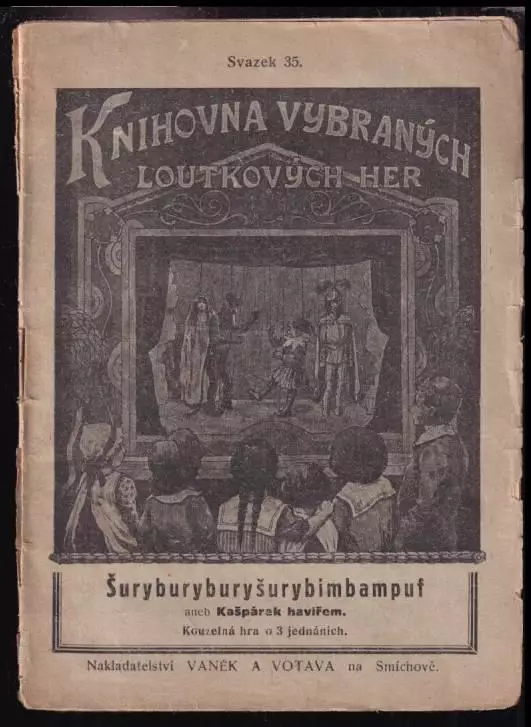 Svazek 35.
KNIHOVNA VYBRANÝCH
LOUTKOVÝCH HER
Šuryburyburyšurybimbampuf
aneb Kašpárek havířem.
Kouzelná hra o 3 jednáních.
Nakladatelství VANĚK A VOTAVA na Smíchově.